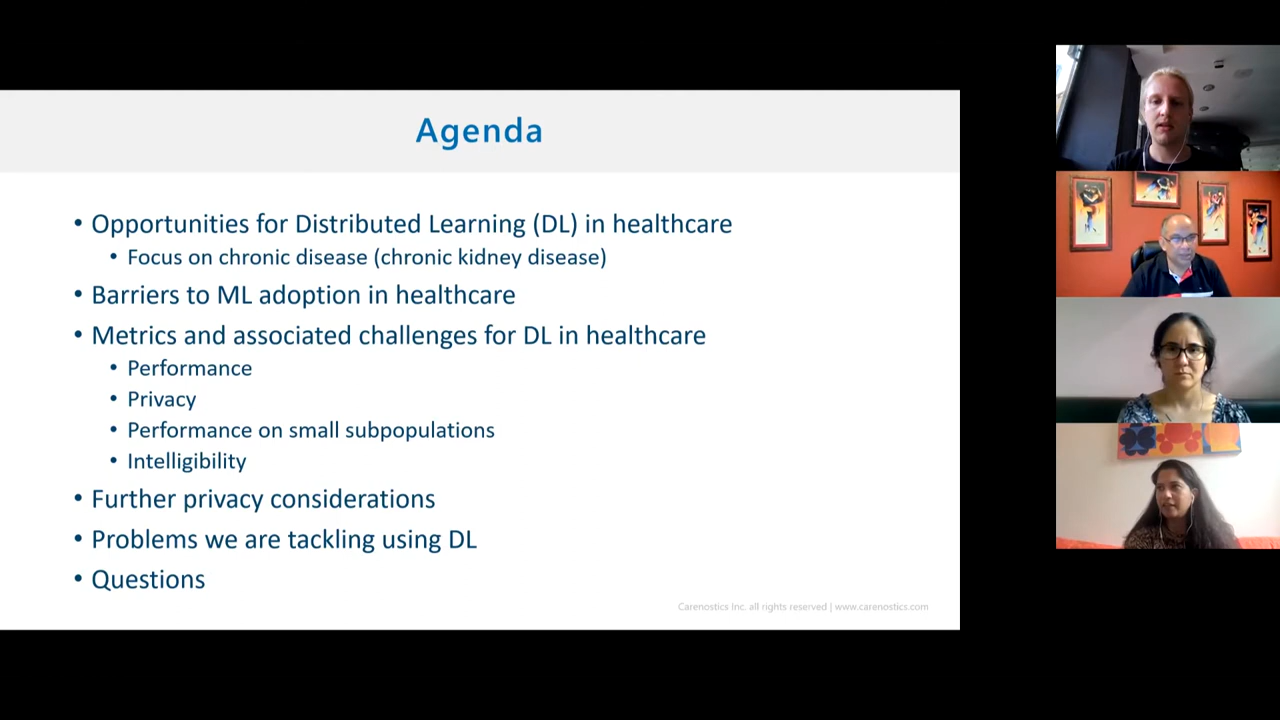 Agenda
• Opportunities for Distributed Learning (DL) in healthcare
• Focus on chronic disease (chronic kidney disease)
• Barriers to ML adoption in healthcare
• Metrics and associated challenges for DL in healthcare
• Performance
• Privacy
• Performance on small subpopulations
• Intelligibility
• Further privacy considerations
• Problems we are tackling using DL
• Questions
Carenostics Inc. all rights reserved | www.carenostics.com